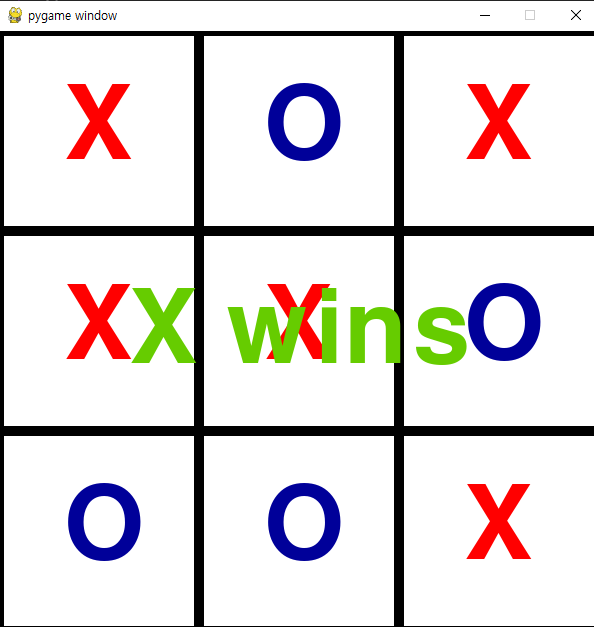 pygame window
X O X
X X O
X wins
O O X